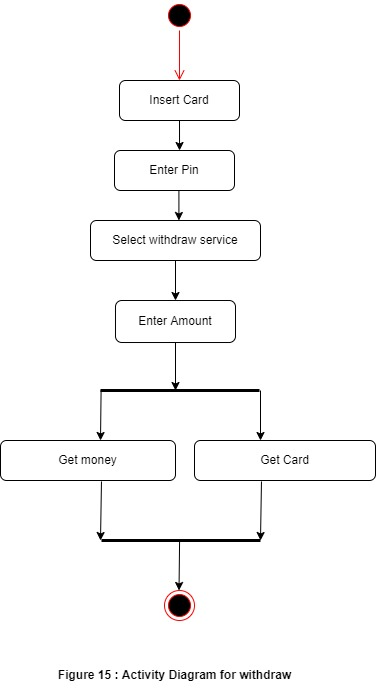 Insert Card
Enter Pin
Select withdraw service
Enter Amount
Get money
Get Card
Figure 15 : Activity Diagram for withdraw